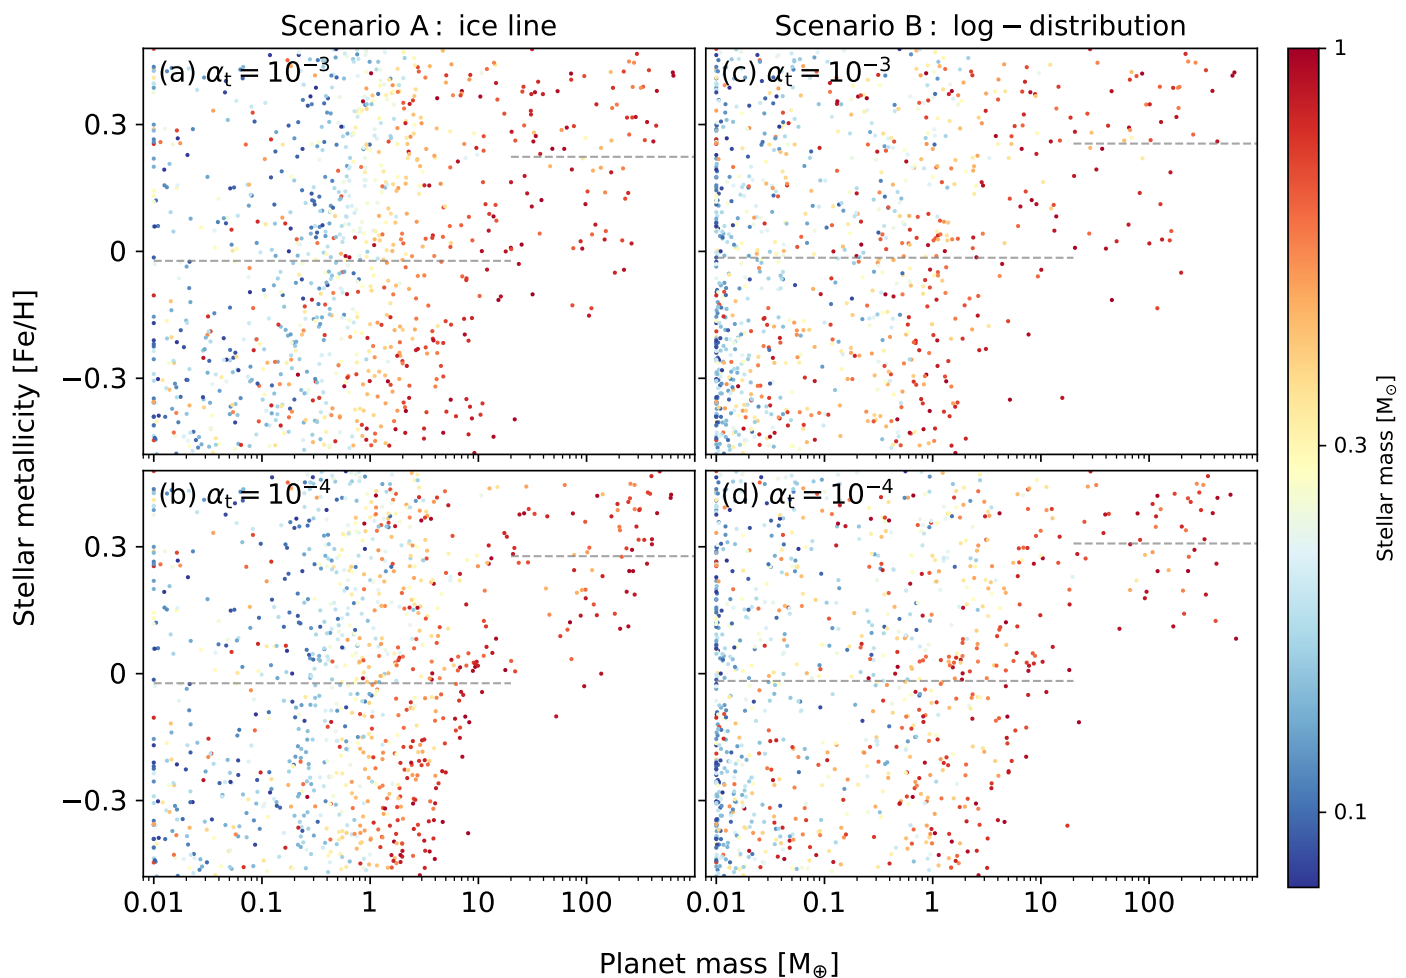 Scenario A: ice line
Scenario B: log − distribution
(a) αt = 10⁻³
(c) αt = 10⁻³
0.3
0
−0.3
(b) αt = 10⁻⁴
(d) αt = 10⁻⁴
0.3
0
−0.3
0.01 0.1 1 10 100
0.01 0.1 1 10 100
Planet mass [M⊕]
Stellar metallicity [Fe/H]
1
0.3
0.1
Stellar mass [M⊙]